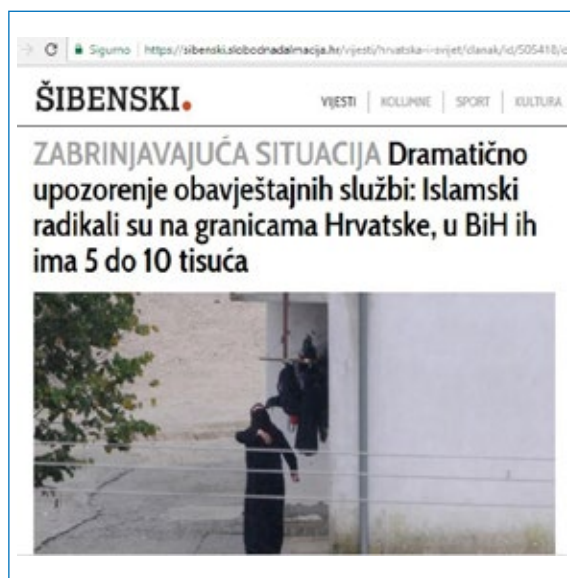 Sigurno https://sibenski.slobodnadalmacija.hr/vijesti/hrvatska-i-svijet/clanak/id/505418/
ŠIBENSKI.
VIJESTI KOLUMNE SPORT KULTURA
ZABRINJAVAJUĆA SITUACIJA Dramatično
upozorenje obavještajnih službi: Islamski
radikali su na granicama Hrvatske, u BiH ih
ima 5 do 10 tisuća